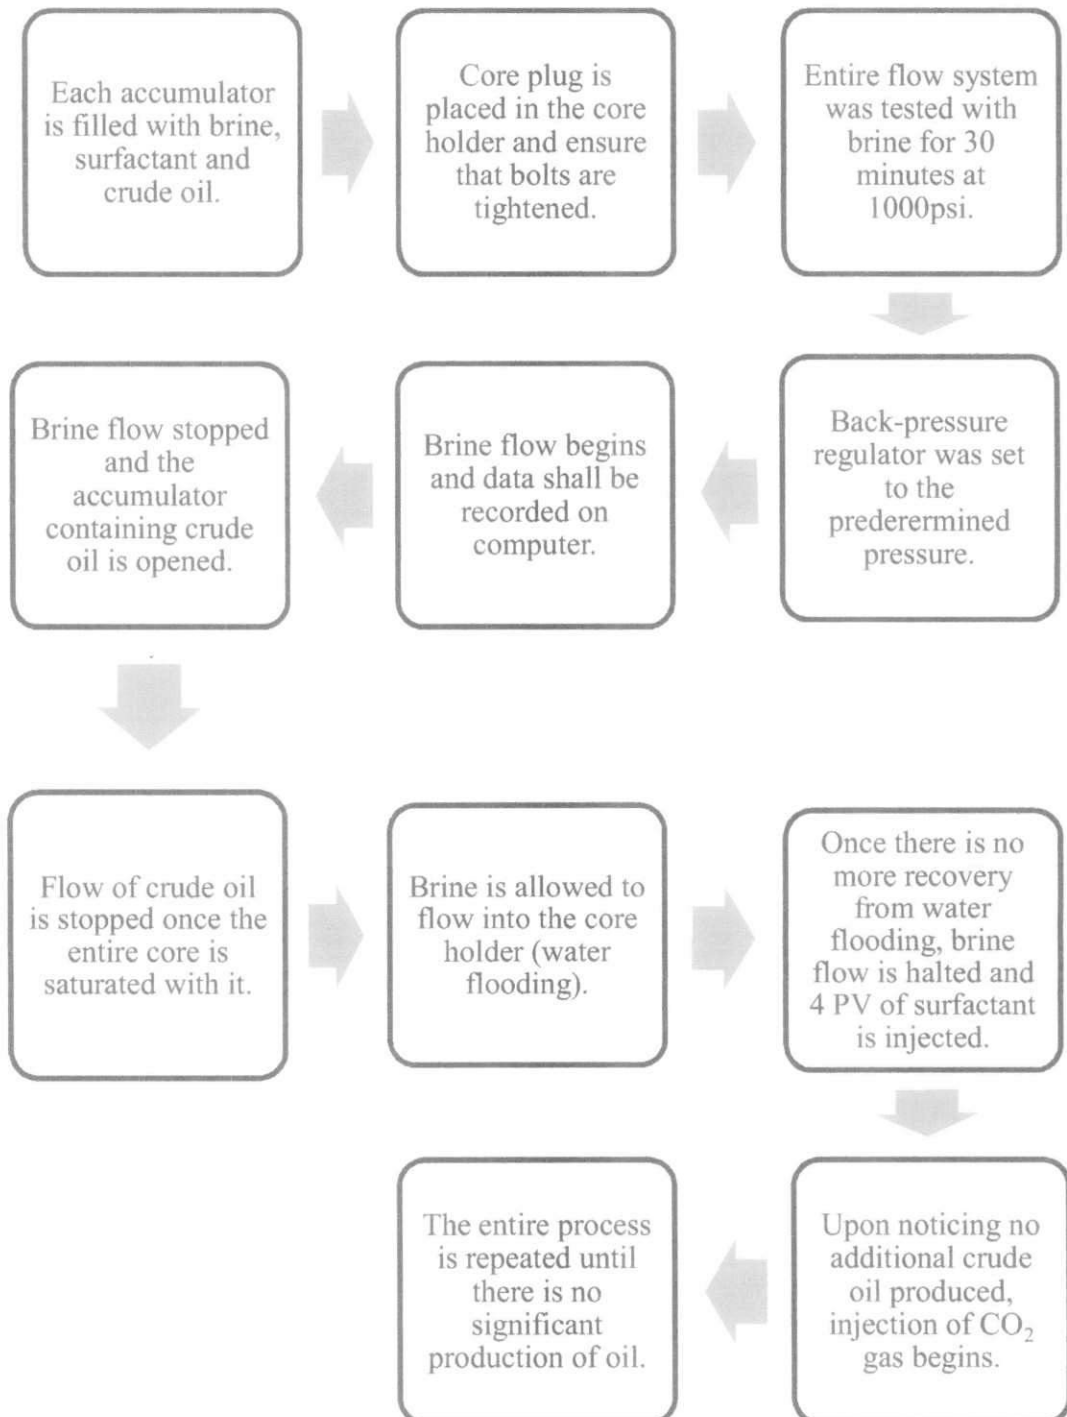 Each accumulator
is filled with brine,
surfactant and
crude oil.
Core plug is
placed in the core
holder and ensure
that bolts are
tightened.
Entire flow system
was tested with
brine for 30
minutes at
1000psi.
Back-pressure
regulator was set
to the
prederermined
pressure.
Brine flow begins
and data shall be
recorded on
computer.
Brine flow stopped
and the
accumulator
containing crude
oil is opened.
Flow of crude oil
is stopped once the
entire core is
saturated with it.
Brine is allowed to
flow into the core
holder (water
flooding).
Once there is no
more recovery
from water
flooding, brine
flow is halted and
4 PV of surfactant
is injected.
Upon noticing no
additional crude
oil produced,
injection of CO₂
gas begins.
The entire process
is repeated until
there is no
significant
production of oil.